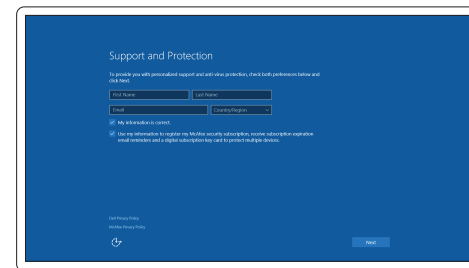 Support and Protection
To provide you with personalized support and anti-virus protection, check both preferences below and
click Next.
First Name
Last Name
Email
Country/Region
My information is correct.
Use my information to register my McAfee security subscription, receive subscription expiration
email reminders and a digital subscription key card to protect multiple devices.
Dell Privacy Policy
McAfee Privacy Policy
Next